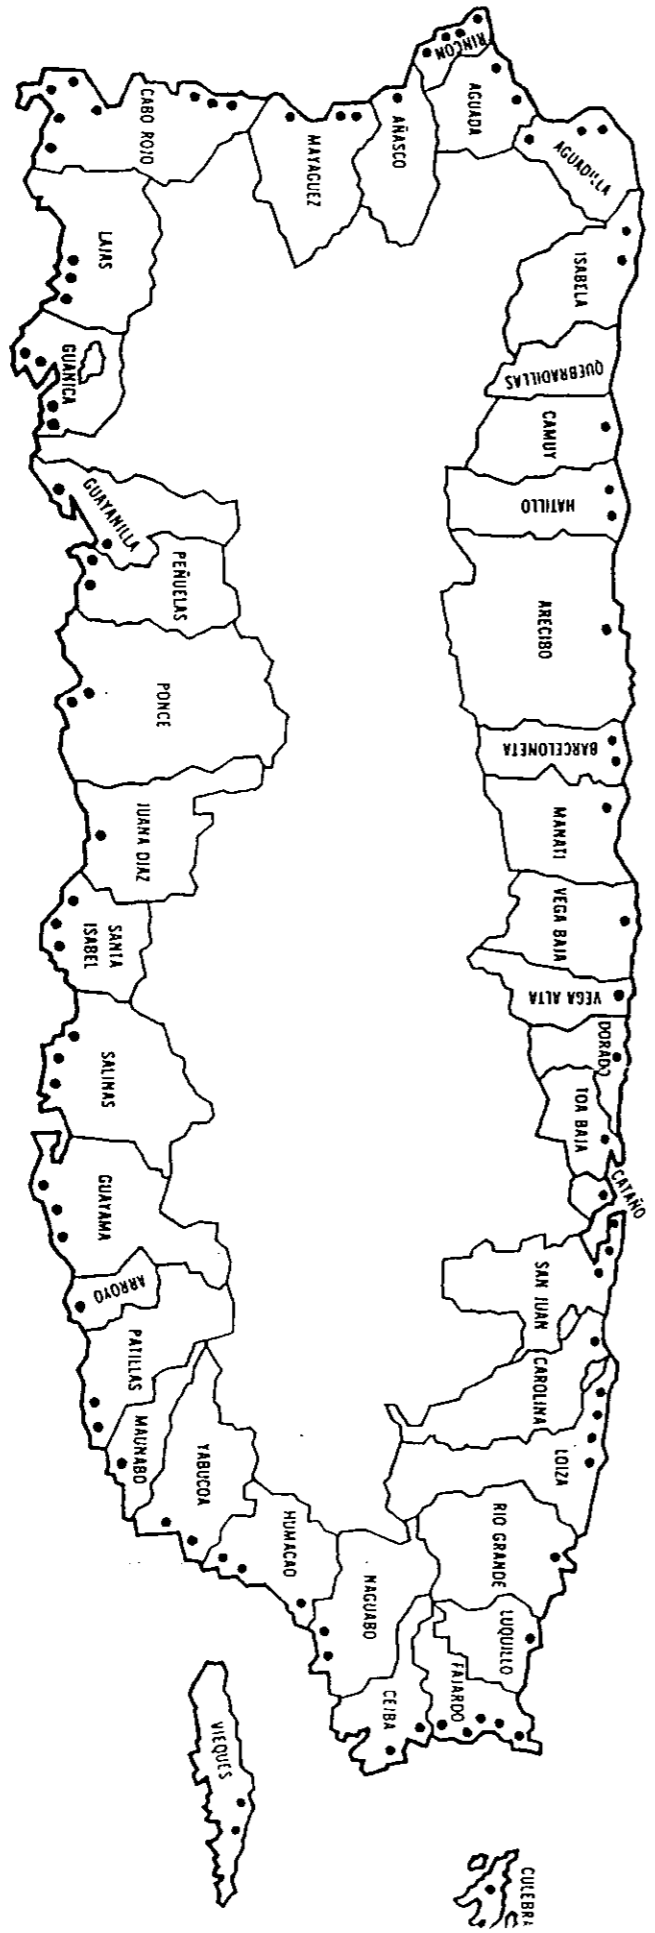 RINCON
AGUADA
AGUADILLA
AÑASCO
MAYAGUEZ
CABO ROJO
LAJAS
GUANICA
GUAYANILLA
PEÑUELAS
PONCE
JUANA DIAZ
SANTA
ISABEL
SALINAS
GUAYAMA
ARROYO
PATILLAS
MAUNABO
YABUCOA
HUMACAO
NAGUABO
CEIBA
FAJARDO
LUQUILLO
RIO GRANDE
LOIZA
CAROLINA
SAN JUAN
CATAÑO
TOA BAJA
DORADO
VEGA ALTA
VEGA BAJA
MANATI
BARCELONETA
ARECIBO
HATILLO
CAMUY
QUEBRADILLAS
ISABELA
VIEQUES
CULEBRA